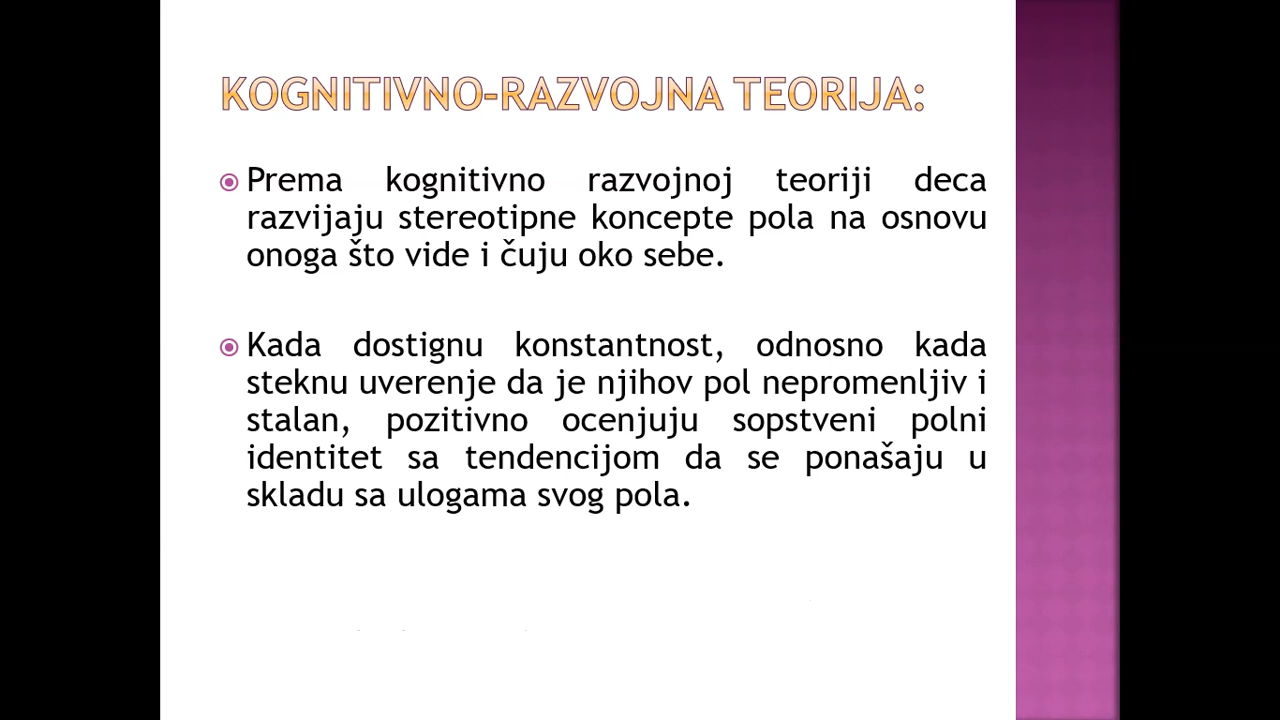 KOGNITIVNO-RAZVOJNA TEORIJA:
Prema kognitivno razvojnoj teoriji deca
razvijaju stereotipne koncepte pola na osnovu
onoga što vide i čuju oko sebe.
Kada dostignu konstantnost, odnosno kada
steknu uverenje da je njihov pol nepromenljiv i
stalan, pozitivno ocenjuju sopstveni polni
identitet sa tendencijom da se ponašaju u
skladu sa ulogama svog pola.